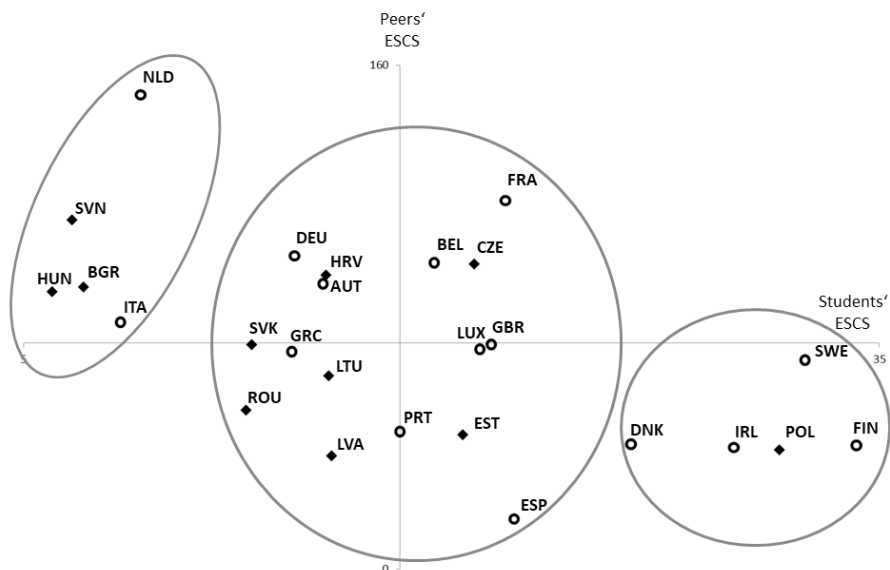 Peers‘
ESCS
160
NLD
FRA
SVN
DEU
BEL
CZE
HRV
HUN
BGR
AUT
ITA
Students‘
ESCS
SVK
GRC
LUX
GBR
5
35
SWE
LTU
ROU
PRT
EST
DNK
IRL
POL
FIN
LVA
ESP
0